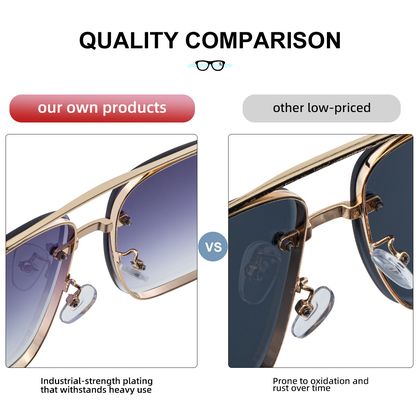 QUALITY COMPARISON
our own products
other low-priced
VS
Industrial-strength plating
that withstands heavy use
Prone to oxidation and
rust over time